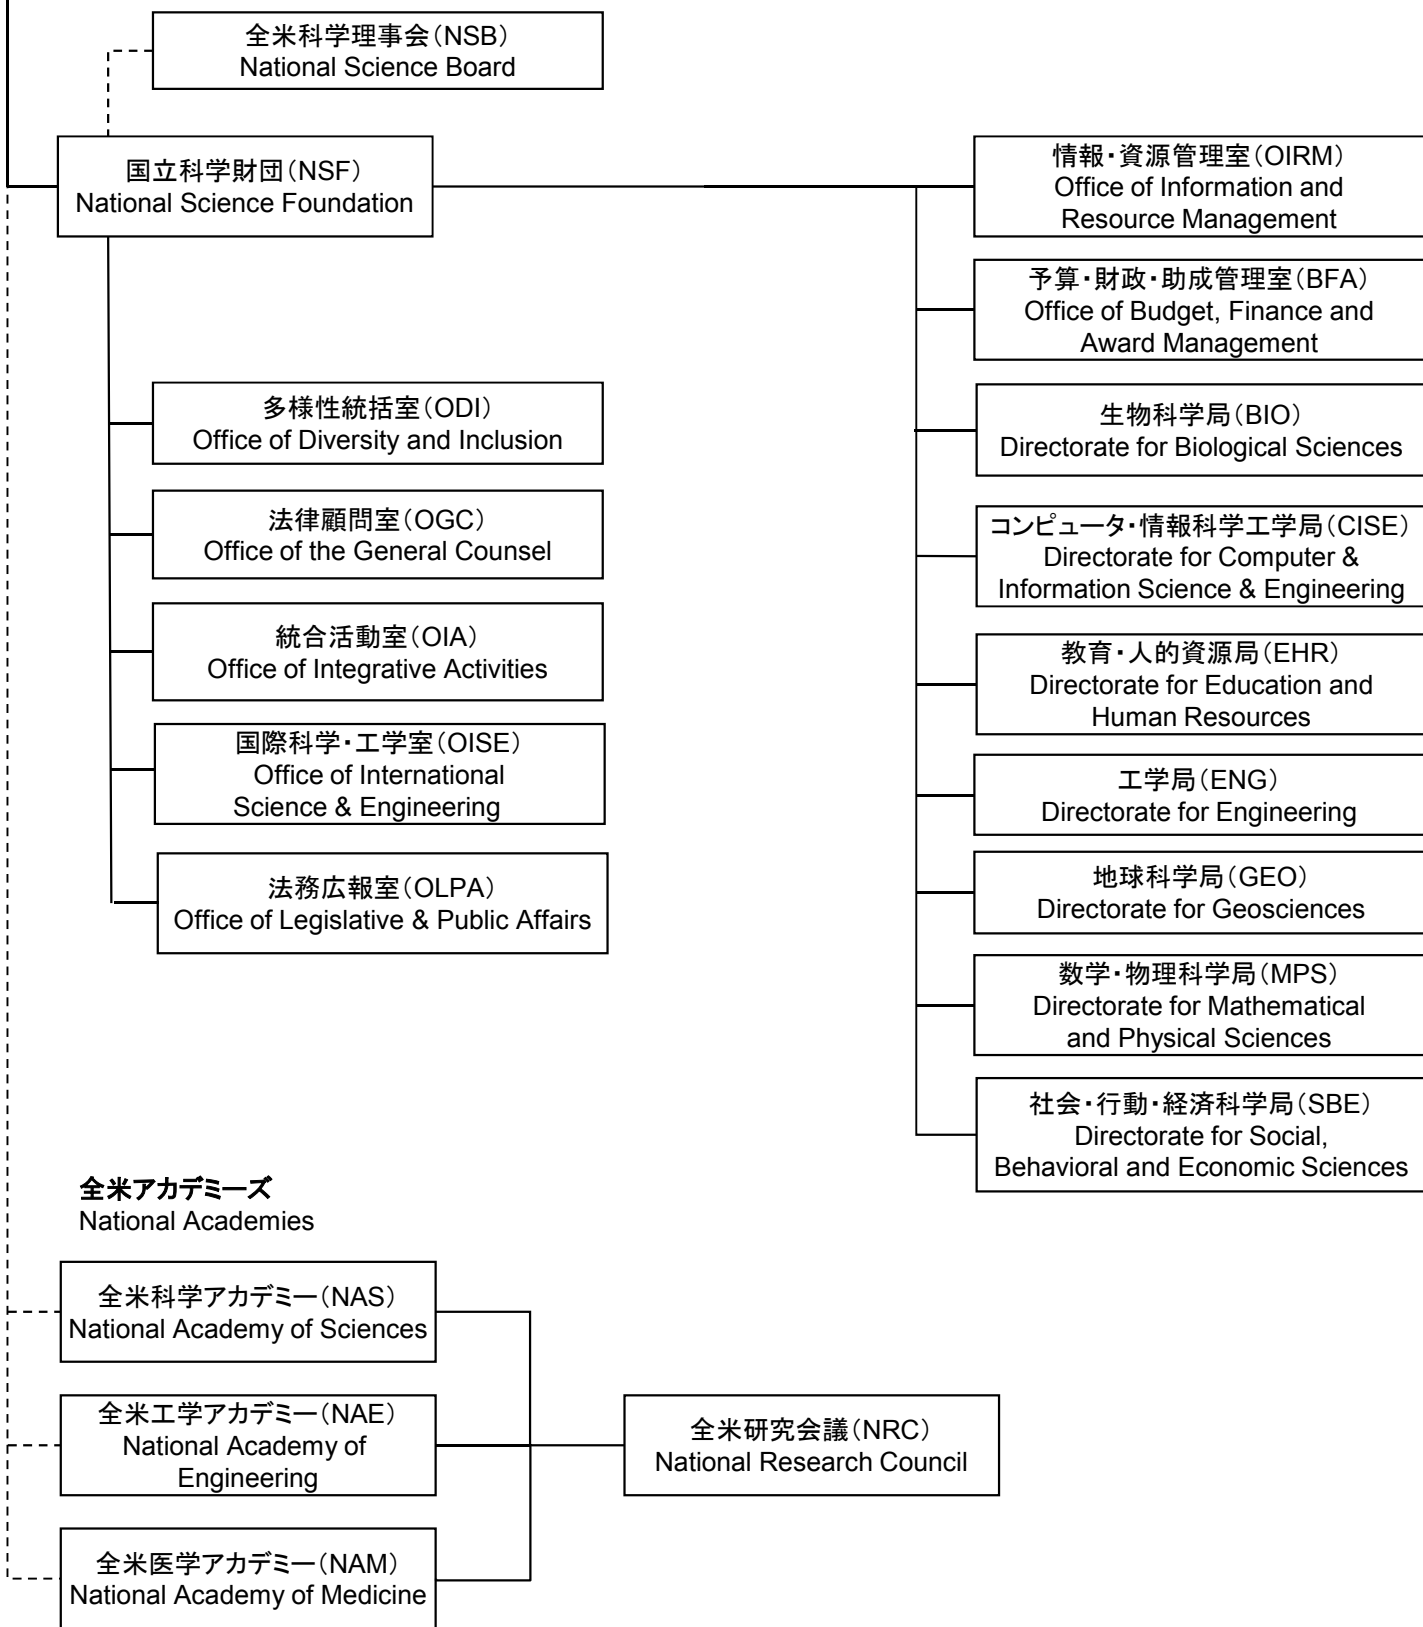 全米科学理事会（NSB）
National Science Board
国立科学財団（NSF）
National Science Foundation
多様性統括室（ODI）
Office of Diversity and Inclusion
法律顧問室（OGC）
Office of the General Counsel
統合活動室（OIA）
Office of Integrative Activities
国際科学・工学室（OISE）
Office of International
Science & Engineering
法務広報室（OLPA）
Office of Legislative & Public Affairs
情報・資源管理室（OIRM）
Office of Information and
Resource Management
予算・財政・助成管理室（BFA）
Office of Budget, Finance and
Award Management
生物科学局（BIO）
Directorate for Biological Sciences
コンピュータ・情報科学工学局（CISE）
Directorate for Computer &
Information Science & Engineering
教育・人的資源局（EHR）
Directorate for Education and
Human Resources
工学局（ENG）
Directorate for Engineering
地球科学局（GEO）
Directorate for Geosciences
数学・物理科学局（MPS）
Directorate for Mathematical
and Physical Sciences
社会・行動・経済科学局（SBE）
Directorate for Social,
Behavioral and Economic Sciences
全米アカデミーズ
National Academies
全米科学アカデミー（NAS）
National Academy of Sciences
全米工学アカデミー（NAE）
National Academy of
Engineering
全米医学アカデミー（NAM）
National Academy of Medicine
全米研究会議（NRC）
National Research Council